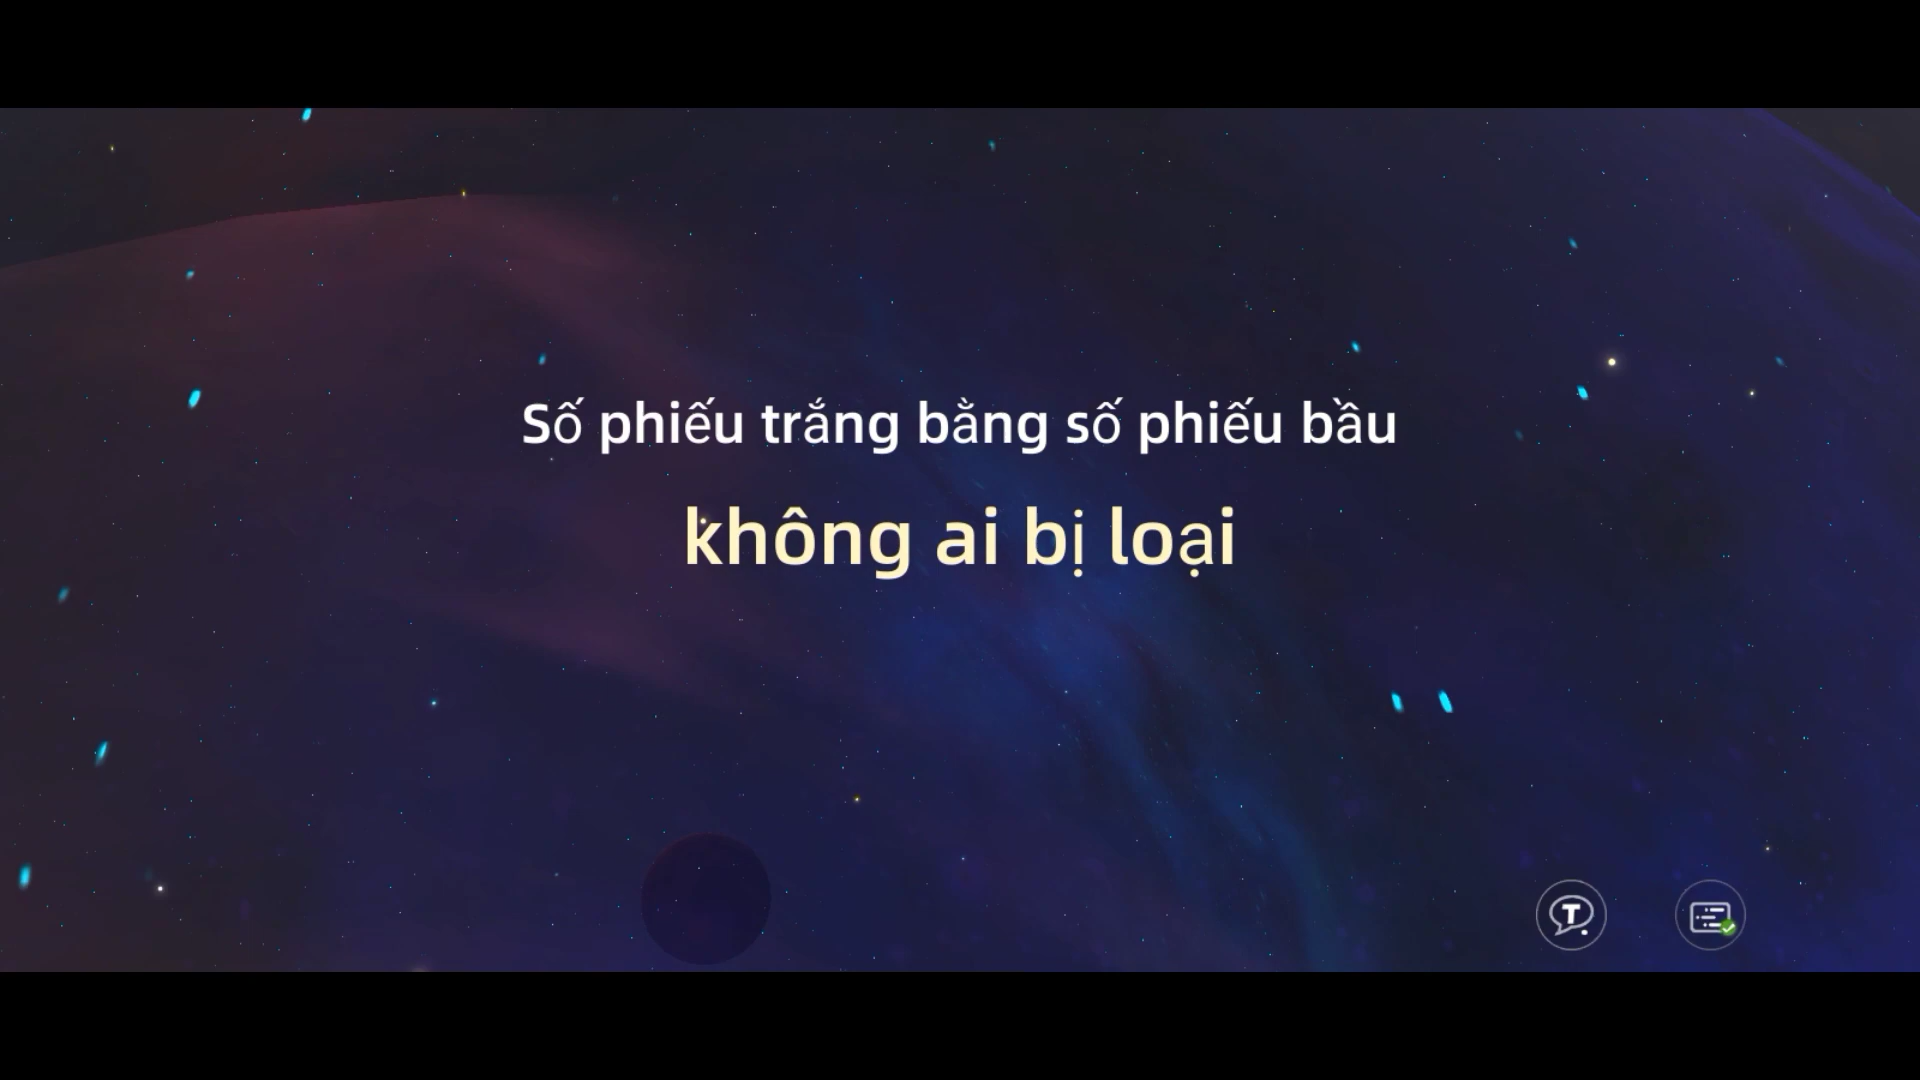 Số phiếu trắng bằng số phiếu bầu
không ai bị loại
T